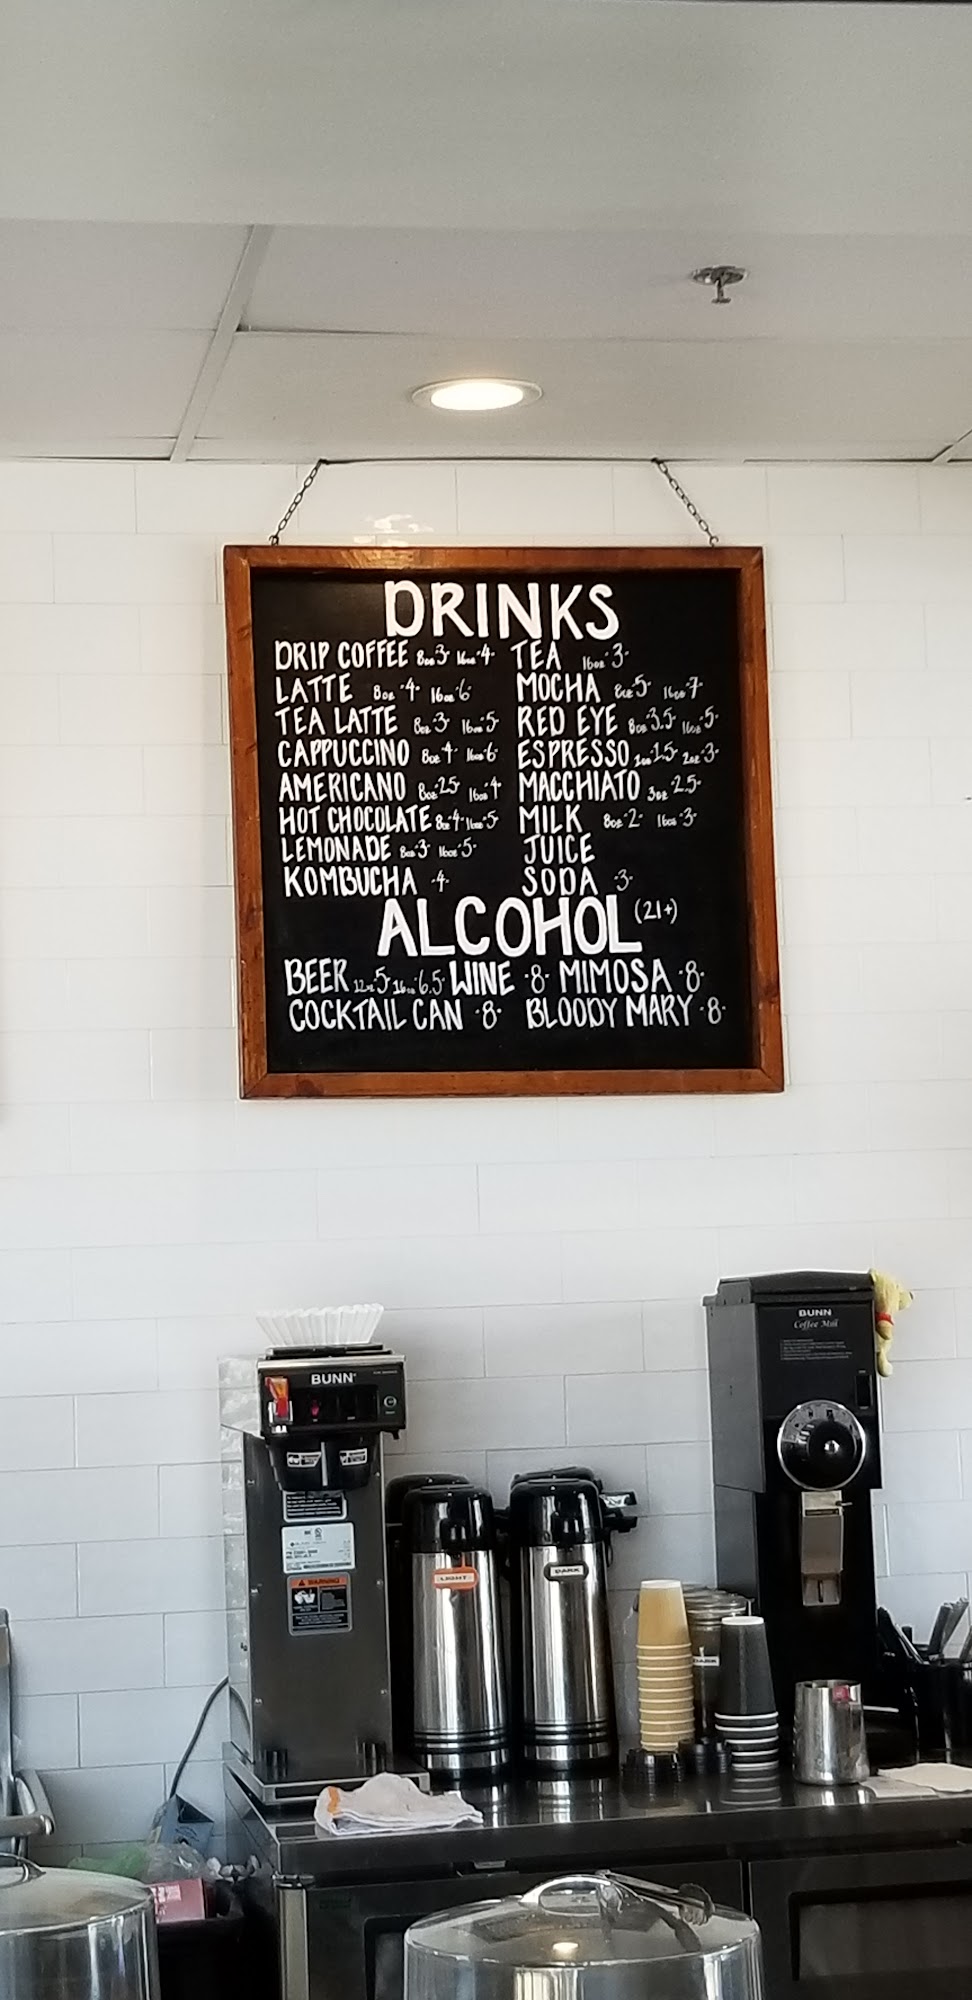 DRINKS
DRIP COFFEE 8oz 3 16oz 4 TEA 16oz 3
LATTE 8oz 4 16oz 6 MOCHA 8oz 5 16oz 7
TEA LATTE 8oz 3 16oz 5 RED EYE 8oz 3.5 16oz 5
CAPPUCCINO 8oz 4 16oz 6 ESPRESSO 1oz 1.5 2oz 3
AMERICANO 8oz 2.5 16oz 4 MACCHIATO 3oz 2.5
HOT CHOCOLATE 8oz 4 16oz 5 MILK 8oz 2 16oz 3
LEMONADE 8oz 3 16oz 5 JUICE
KOMBUCHA 4 SODA 3
ALCOHOL (21+)
BEER 12oz 5 16oz 6.5 WINE 8 MIMOSA 8
COCKTAIL CAN 8 BLOODY MARY 8
BUNN
Coffee Mill
BUNN
WARNING
LIGHT
DARK
DARK